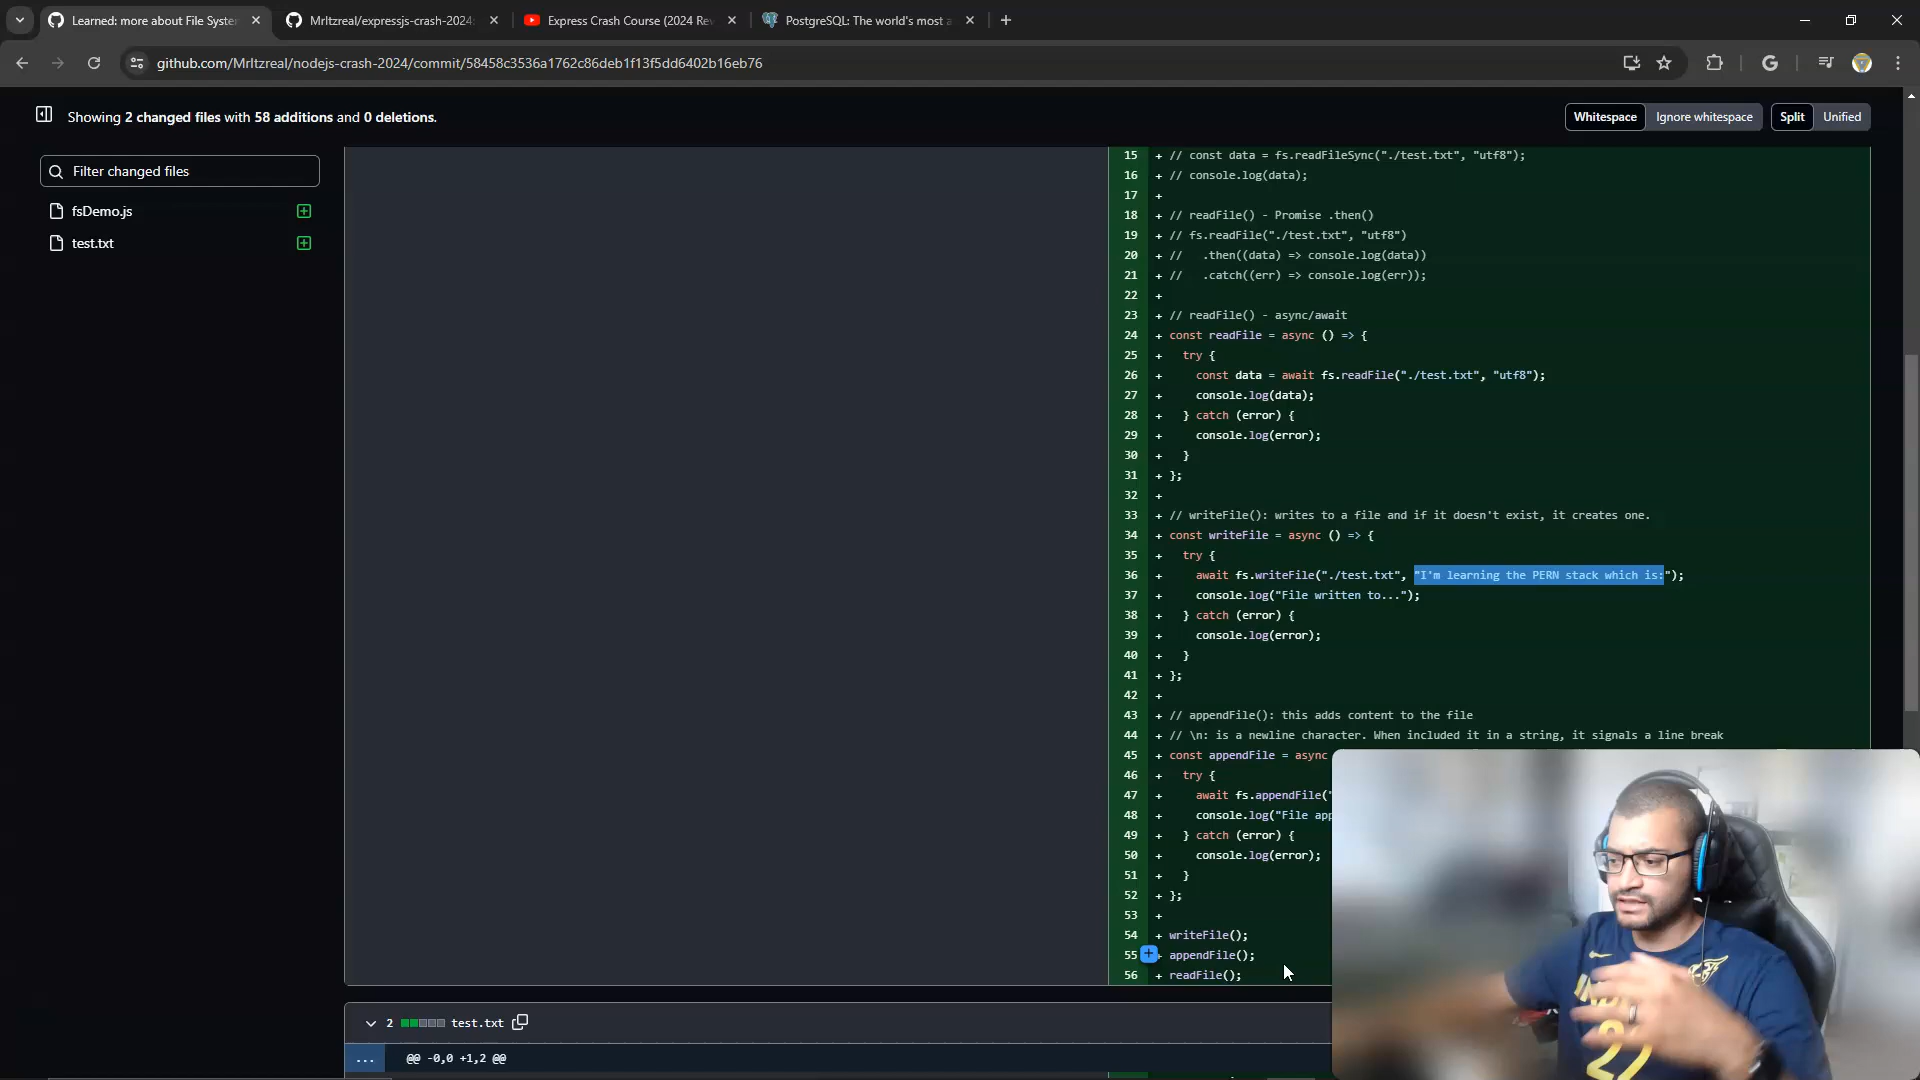 Learned: more about File System
MrItzreal/expressjs-crash-2024:
Express Crash Course (2024 Re
PostgreSQL: The world's most a
github.com/MrItzreal/nodejs-crash-2024/commit/58458c3536a1762c86deb1f13f5dd6402b16eb76
Showing 2 changed files with 58 additions and 0 deletions.
Whitespace Ignore whitespace Split Unified
Filter changed files
fsDemo.js
test.txt
15 + // const data = fs.readFileSync("./test.txt", "utf8");
16 + // console.log(data);
17 +
18 + // readFile() - Promise .then()
19 + // fs.readFile("./test.txt", "utf8")
20 + //   .then((data) => console.log(data))
21 + //   .catch((err) => console.log(err));
22 +
23 + // readFile() - async/await
24 + const readFile = async () => {
25 +   try {
26 +     const data = await fs.readFile("./test.txt", "utf8");
27 +     console.log(data);
28 +   } catch (error) {
29 +     console.log(error);
30 +   }
31 + };
32 +
33 + // writeFile(): writes to a file and if it doesn't exist, it creates one.
34 + const writeFile = async () => {
35 +   try {
36 +     await fs.writeFile("./test.txt", "I'm learning the PERN stack which is:");
37 +     console.log("File written to...");
38 +   } catch (error) {
39 +     console.log(error);
40 +   }
41 + };
42 +
43 + // appendFile(): this adds content to the file
44 + // \n: is a newline character. When included it in a string, it signals a line break
45 + const appendFile = async
46 +   try {
47 +     await fs.appendFile("
48 +     console.log("File app
49 +   } catch (error) {
50 +     console.log(error);
51 +   }
52 + };
53 +
54 + writeFile();
55 + appendFile();
56 + readFile();
2 test.txt
... @@ -0,0 +1,2 @@
27